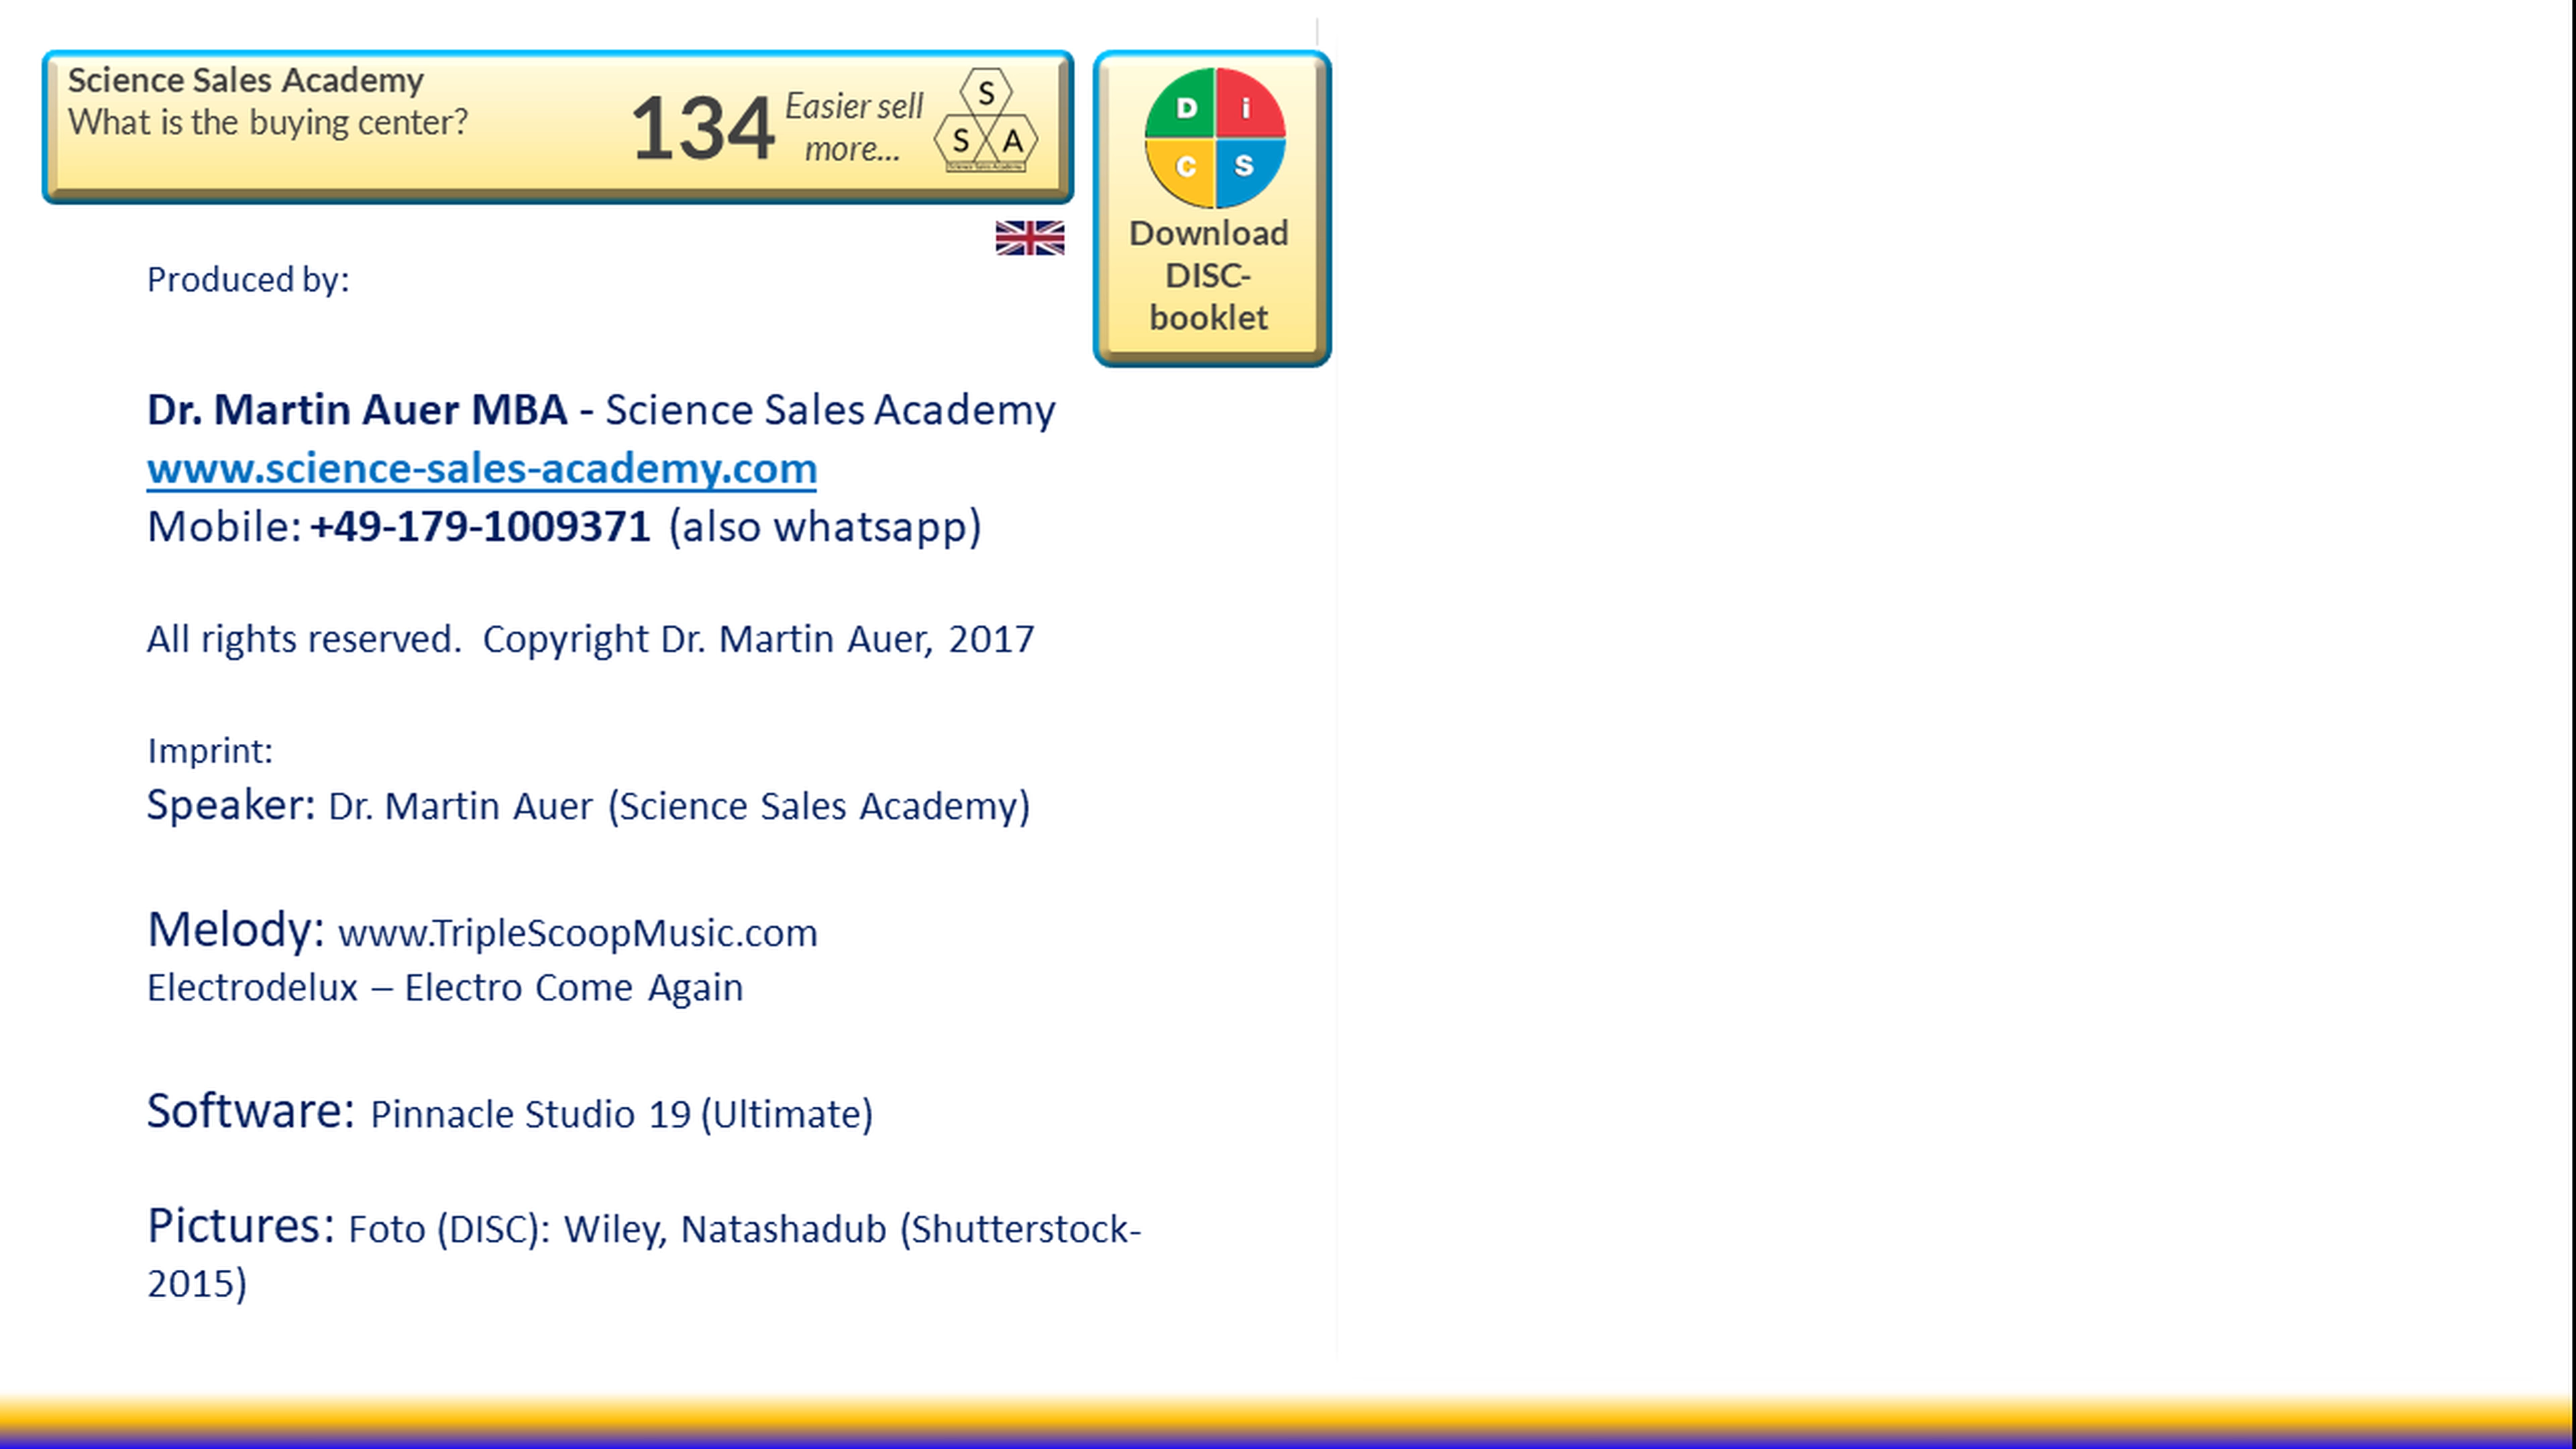 Science Sales Academy
What is the buying center?
134
Easier sell
more...
S
S A
D i
C S
Download
DISC-
booklet
Produced by:
Dr. Martin Auer MBA - Science Sales Academy
www.science-sales-academy.com
Mobile: +49-179-1009371 (also whatsapp)
All rights reserved. Copyright Dr. Martin Auer, 2017
Imprint:
Speaker: Dr. Martin Auer (Science Sales Academy)
Melody: www.TripleScoopMusic.com
Electrodelux – Electro Come Again
Software: Pinnacle Studio 19 (Ultimate)
Pictures: Foto (DISC): Wiley, Natashadub (Shutterstock-
2015)